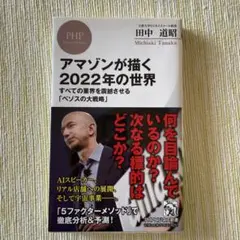 PHP
立教大学ビジネススクール教授
田中 道昭
Michiaki Tanaka
アマゾンが描く
2022年の世界
すべての業界を震撼させる
「ベゾスの大戦略」
何を目論んで
いるのか?
次なる標的は
どこか?
AIスピーカー、
リアル店舗への展開、
そして宇宙事業…
「5ファクターメソッド」で
徹底分析&予測!